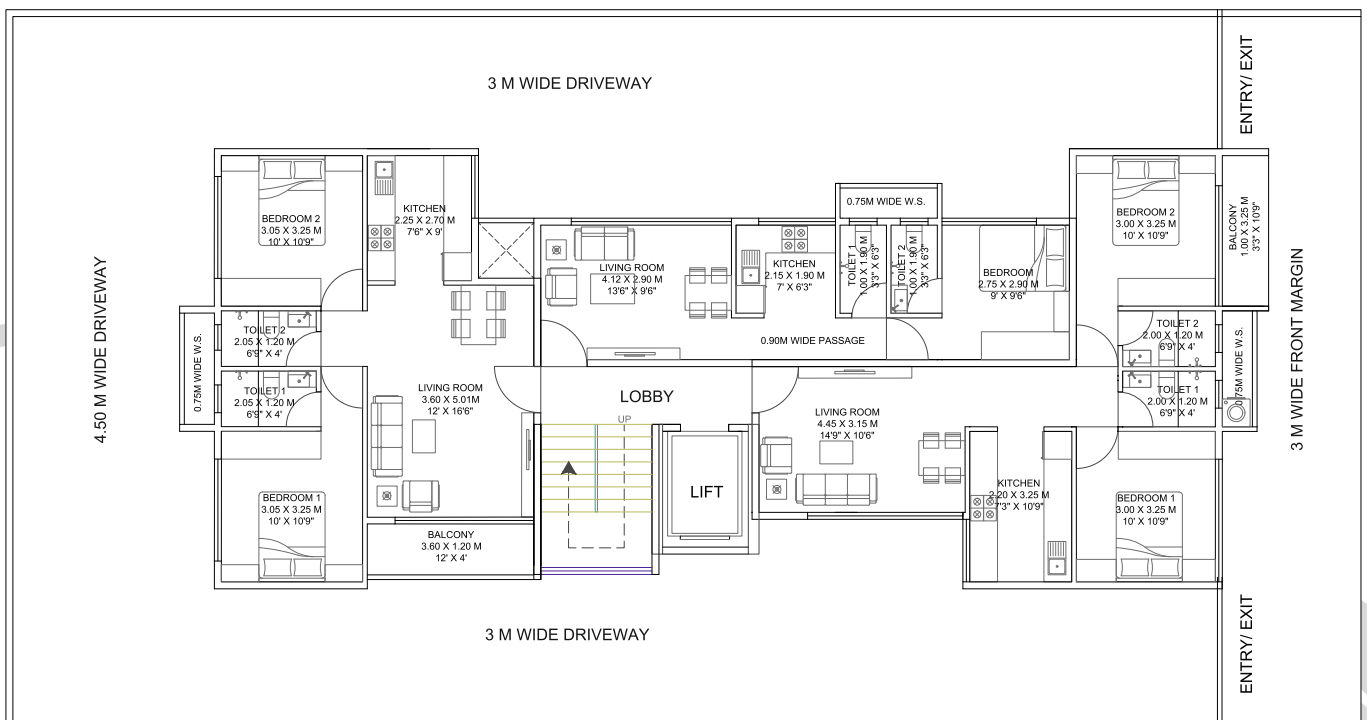 3 M WIDE DRIVEWAY
ENTRY/ EXIT
4.50 M WIDE DRIVEWAY
BEDROOM 2
3.05 X 3.25 M
10' X 10'9"
KITCHEN
2.25 X 2.70 M
7'6" X 9'
LIVING ROOM
4.12 X 2.90 M
13'6" X 9'6"
KITCHEN
2.15 X 1.90 M
7' X 6'3"
0.75M WIDE W.S.
TOILET 1
1.00 X 1.90 M
3'3" X 6'3"
TOILET 2
1.00 X 1.90 M
3'3" X 6'3"
BEDROOM
2.75 X 2.90 M
9' X 9'6"
BEDROOM 2
3.00 X 3.25 M
10' X 10'9"
BALCONY
1.00 X 3.25 M
3'3" X 10'9"
3 M WIDE FRONT MARGIN
0.90M WIDE PASSAGE
0.75M WIDE W.S.
TOILET 2
2.05 X 1.20 M
6'9" X 4'
TOILET 1
2.05 X 1.20 M
6'9" X 4'
LIVING ROOM
3.60 X 5.01M
12' X 16'6"
LOBBY
UP
LIFT
LIVING ROOM
4.45 X 3.15 M
14'9" X 10'6"
TOILET 2
2.00 X 1.20 M
6'9" X 4'
TOILET 1
2.00 X 1.20 M
6'9" X 4'
0.75M WIDE W.S.
BEDROOM 1
3.05 X 3.25 M
10' X 10'9"
BALCONY
3.60 X 1.20 M
12' X 4'
KITCHEN
2.20 X 3.25 M
7'3" X 10'9"
BEDROOM 1
3.00 X 3.25 M
10' X 10'9"
3 M WIDE DRIVEWAY
ENTRY/ EXIT